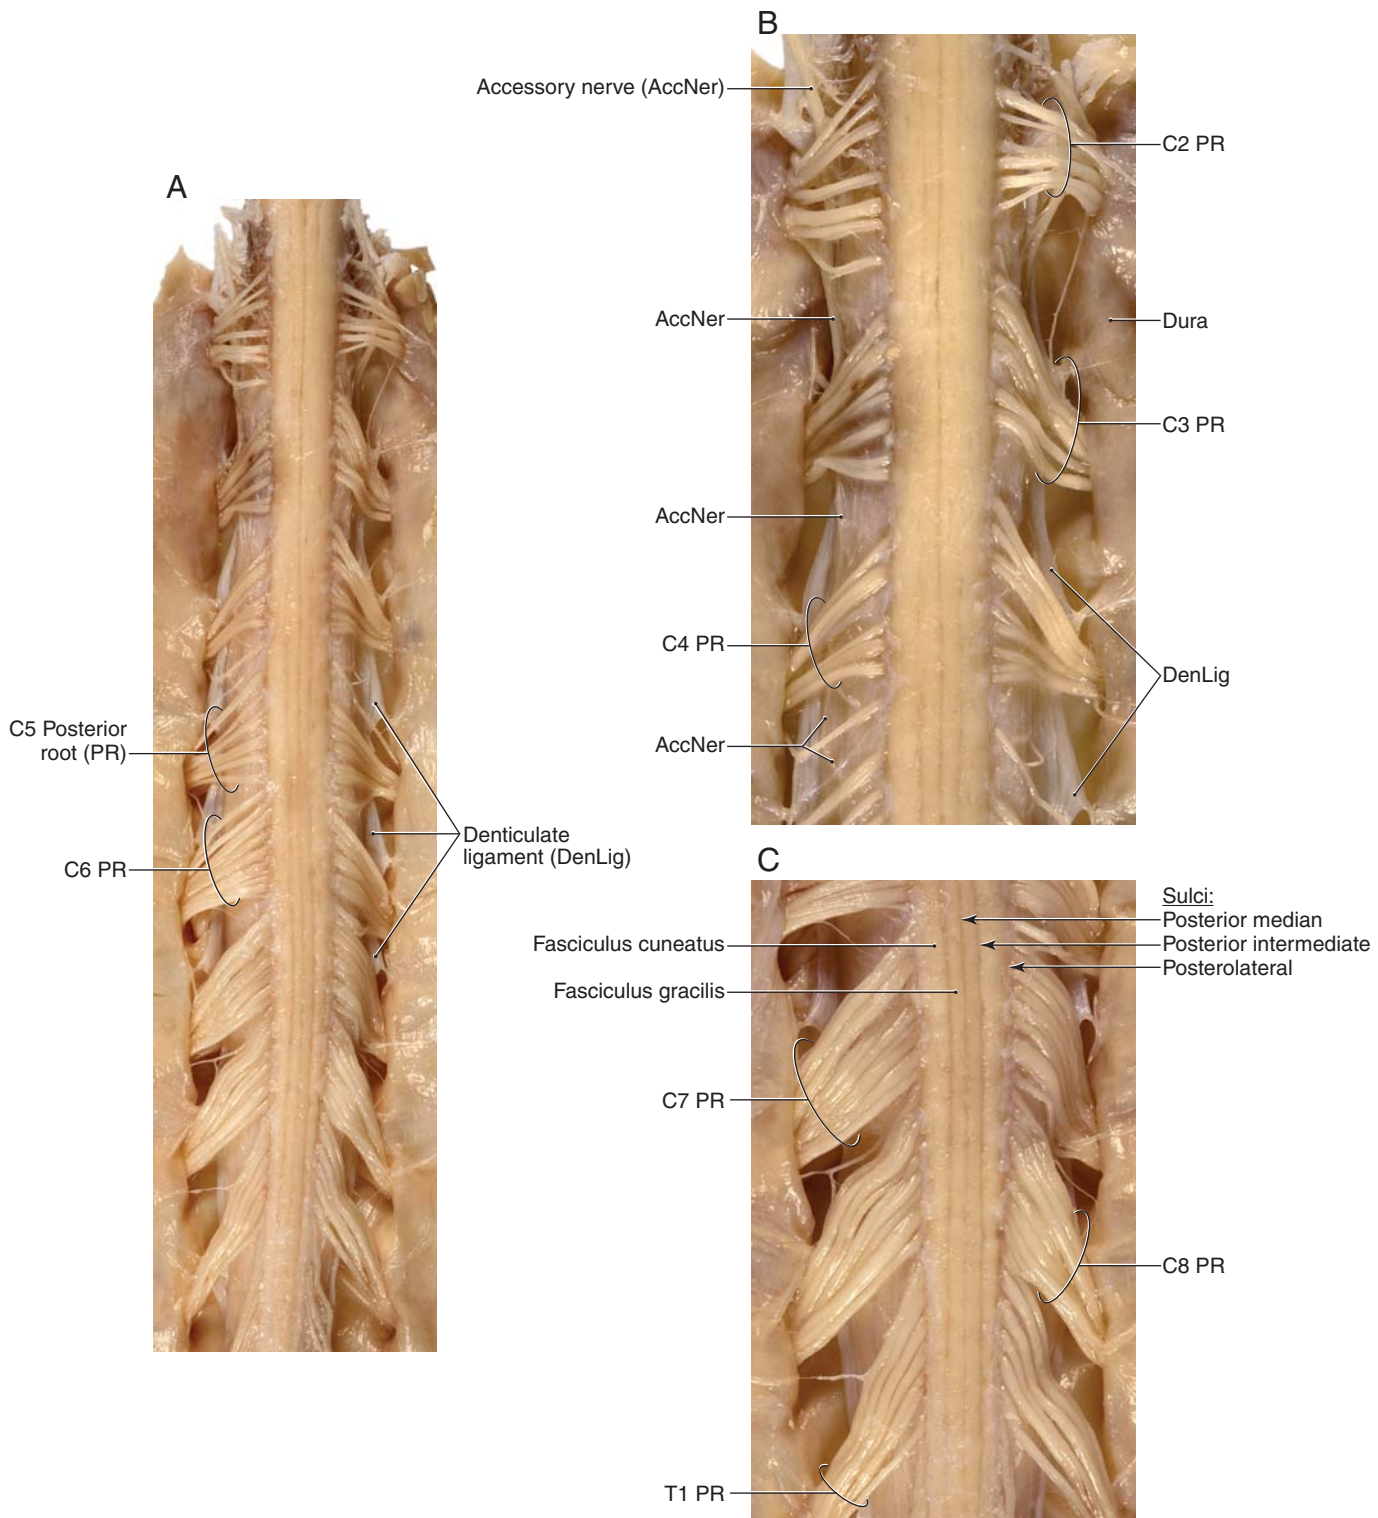 A
C5 Posterior
root (PR)
C6 PR
Denticulate
ligament (DenLig)
B
Accessory nerve (AccNer)
C2 PR
AccNer
Dura
C3 PR
AccNer
C4 PR
DenLig
AccNer
C
Sulci:
Posterior median
Fasciculus cuneatus
Posterior intermediate
Posterolateral
Fasciculus gracilis
C7 PR
C8 PR
T1 PR